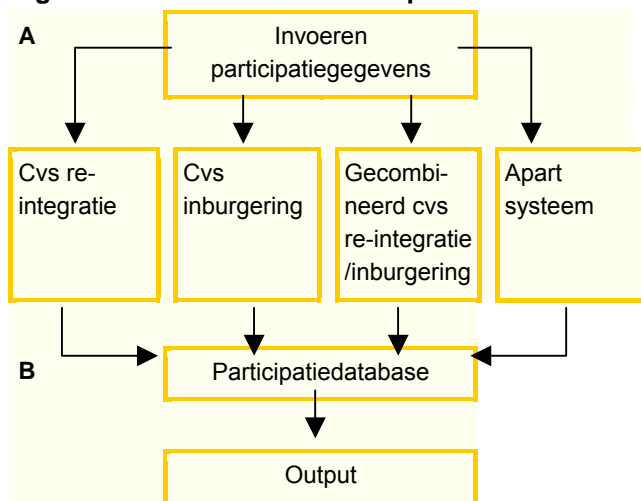 A
Invoeren
participatiegegevens
Cvs re-
integratie
Cvs
inburgering
Gecombi-
neerd cvs
re-integratie
/inburgering
Apart
systeem
B
Participatiedatabase
Output